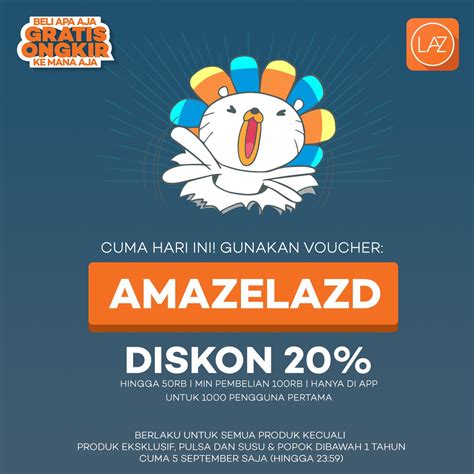 BELI APA AJA
GRATIS
ONGKIR
KE MANA AJA
LAZ
CUMA HARI INI! GUNAKAN VOUCHER:
AMAZELAZD
DISKON 20%
HINGGA 50RB | MIN PEMBELIAN 100RB | HANYA DI APP
UNTUK 1000 PENGGUNA PERTAMA
BERLAKU UNTUK SEMUA PRODUK KECUALI
PRODUK EKSKLUSIF, PULSA DAN SUSU & POPOK DIBAWAH 1 TAHUN
CUMA 5 SEPTEMBER SAJA (HINGGA 23:59)